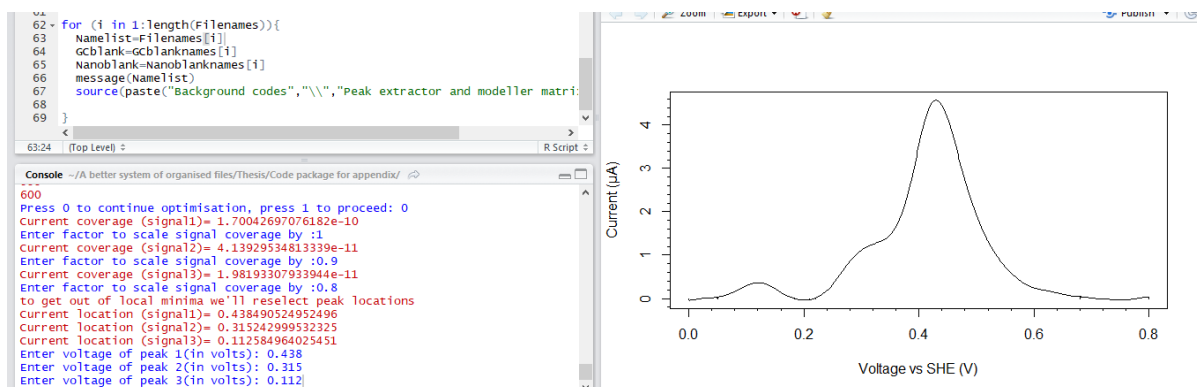 62 for (i in 1:length(Filenames)){
63 Namelist=Filenames[i]
64 GCblank=GCblanknames[i]
65 Nanoblank=Nanoblanknames[i]
66 message(Namelist)
67 source(paste("Background codes","\\","Peak extractor and modeller matri
68
69 }
63:24 (Top Level) R Script
Console ~/A better system of organised files/Thesis/Code package for appendix/
600
Press 0 to continue optimisation, press 1 to proceed: 0
Current coverage (signal1)= 1.70042697076182e-10
Enter factor to scale signal coverage by :1
Current coverage (signal2)= 4.13929534813339e-11
Enter factor to scale signal coverage by :0.9
Current coverage (signal3)= 1.98193307933944e-11
Enter factor to scale signal coverage by :0.8
to get out of local minima we'll reselect peak locations
Current location (signal1)= 0.438490524952496
Current location (signal2)= 0.315242999532325
Current location (signal3)= 0.112584964025451
Enter voltage of peak 1(in volts): 0.438
Enter voltage of peak 2(in volts): 0.315
Enter voltage of peak 3(in volts): 0.112
Zoom Export Publish
Current (µA)
4
3
2
1
0
0.0 0.2 0.4 0.6 0.8
Voltage vs SHE (V)